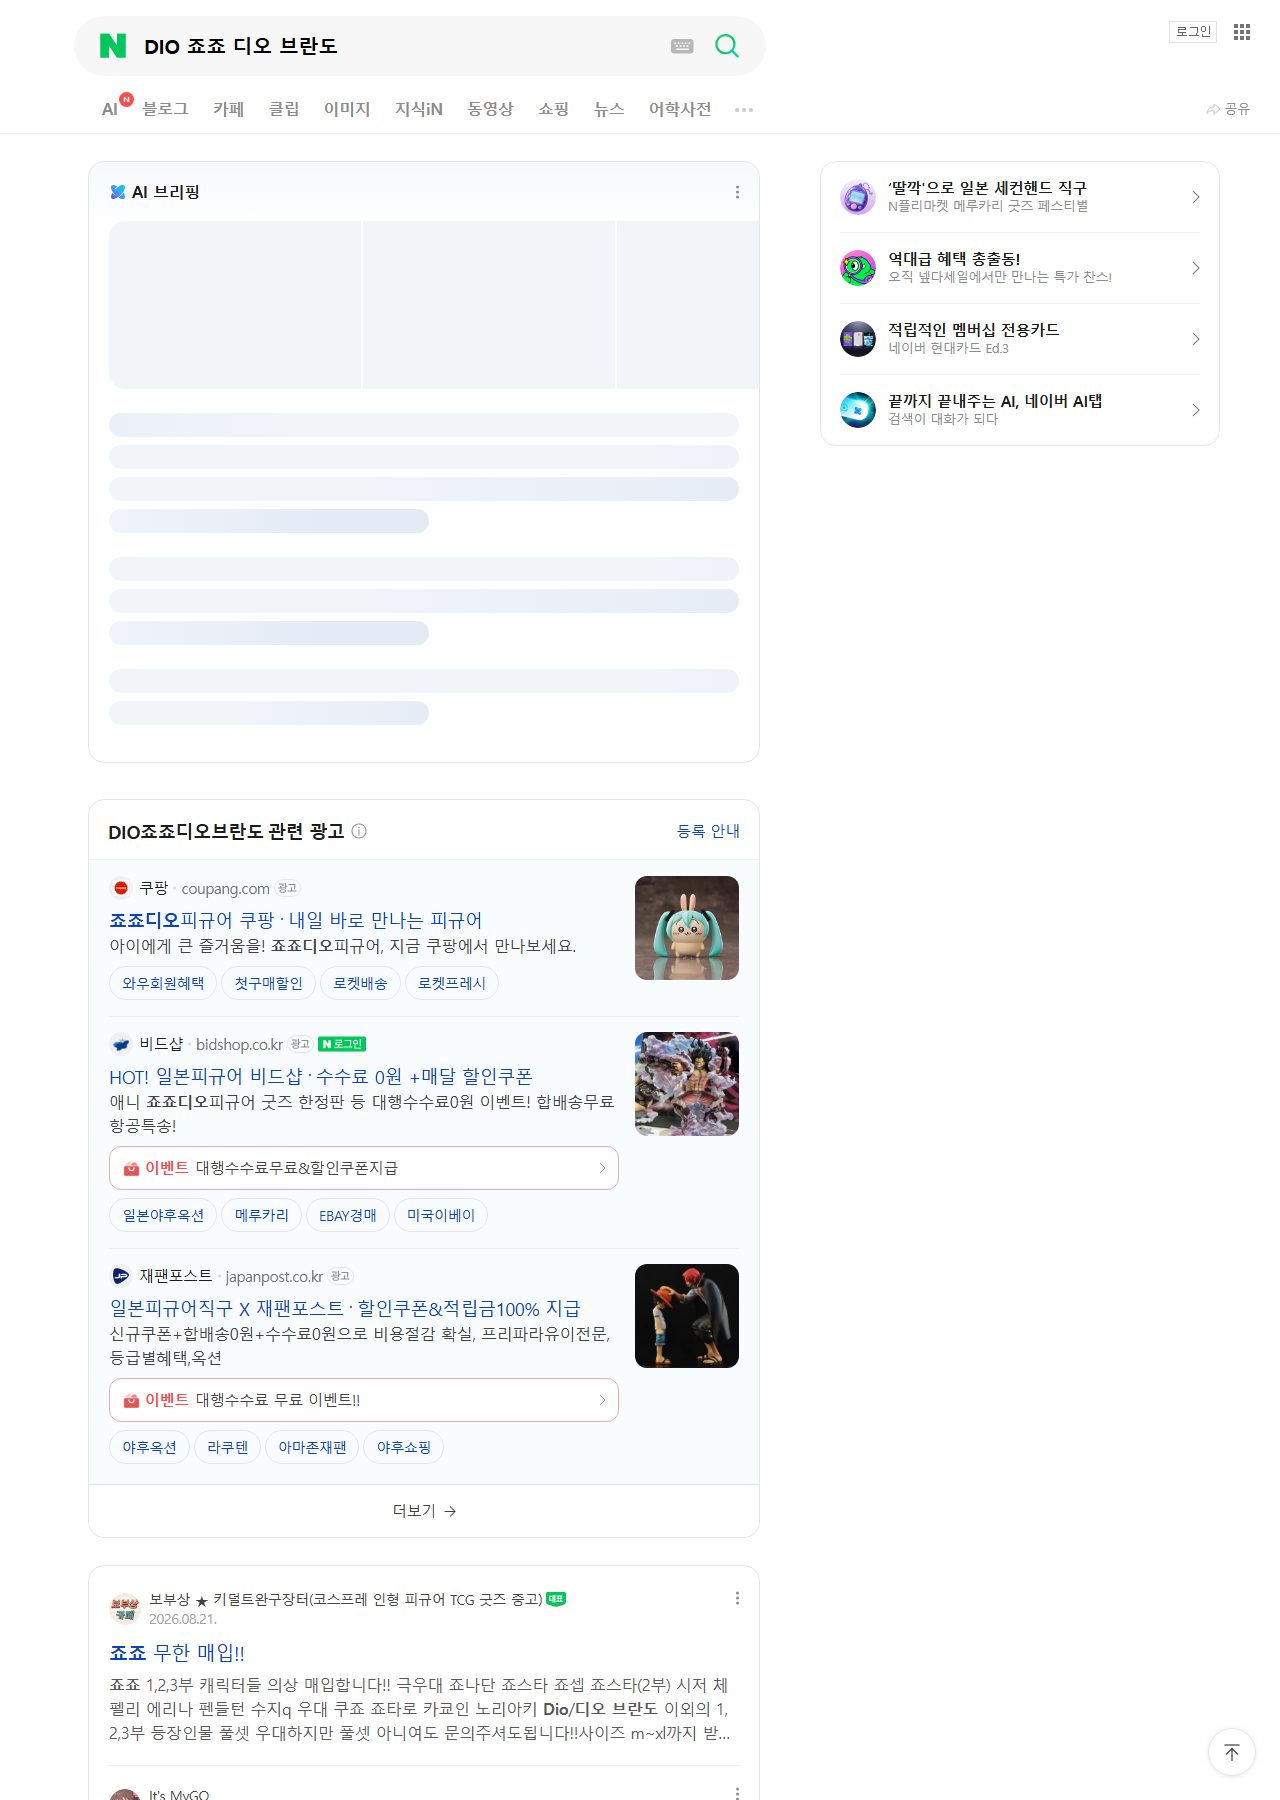 DIO 죠죠 디오 브란도
로그인
AI 블로그 카페 클립 이미지 지식iN 동영상 쇼핑 뉴스 어학사전
공유
AI 브리핑
‘딸깍'으로 일본 세컨핸드 직구
N플리마켓 메루카리 굿즈 페스티벌
역대급 혜택 총출동!
오직 넾다세일에서만 만나는 특가 찬스!
적립적인 멤버십 전용카드
네이버 현대카드 Ed.3
끝까지 끝내주는 AI, 네이버 AI탭
검색이 대화가 되다
DIO죠죠디오브란도 관련 광고
등록 안내
쿠팡 · coupang.com 광고
죠죠디오피규어 쿠팡 · 내일 바로 만나는 피규어
아이에게 큰 즐거움을! 죠죠디오피규어, 지금 쿠팡에서 만나보세요.
와우회원혜택 첫구매할인 로켓배송 로켓프레시
비드샵 · bidshop.co.kr 광고 N 로그인
HOT! 일본피규어 비드샵 · 수수료 0원 +매달 할인쿠폰
애니 죠죠디오피규어 굿즈 한정판 등 대행수수료0원 이벤트! 합배송무료
항공특송!
이벤트 대행수수료무료&할인쿠폰지급
일본야후옥션 메루카리 EBAY경매 미국이베이
재팬포스트 · japanpost.co.kr 광고
일본피규어직구 X 재팬포스트 · 할인쿠폰&적립금100% 지급
신규쿠폰+합배송0원+수수료0원으로 비용절감 확실, 프리파라유이전문,
등급별혜택,옥션
이벤트 대행수수료 무료 이벤트!!
야후옥션 라쿠텐 아마존재팬 야후쇼핑
더보기
보부상 ★ 키덜트완구장터(코스프레 인형 피규어 TCG 굿즈 중고) 대표
2026.08.21.
죠죠 무한 매입!!
죠죠 1,2,3부 캐릭터들 의상 매입합니다!! 극우대 죠나단 죠스타 죠셉 죠스타(2부) 시저 체
펠리 에리나 펜들턴 수지q 우대 쿠죠 죠타로 카쿄인 노리아키 Dio/디오 브란도 이외의 1,
2,3부 등장인물 풀셋 우대하지만 풀셋 아니여도 문의주셔도됩니다!!사이즈 m~xl까지 받...
It's MyGO